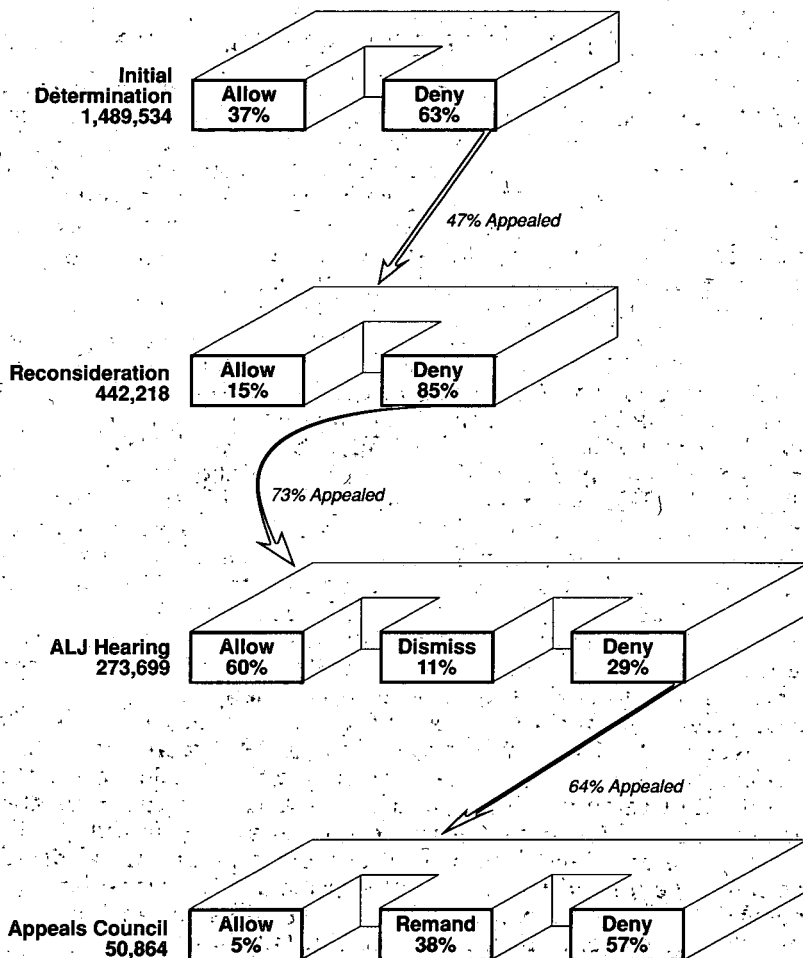 Initial
Determination
1,489,534
Allow
37%
Deny
63%
47% Appealed
Reconsideration
442,218
Allow
15%
Deny
85%
73% Appealed
ALJ Hearing
273,699
Allow
60%
Dismiss
11%
Deny
29%
64% Appealed
Appeals Council
50,864
Allow
5%
Remand
38%
Deny
57%